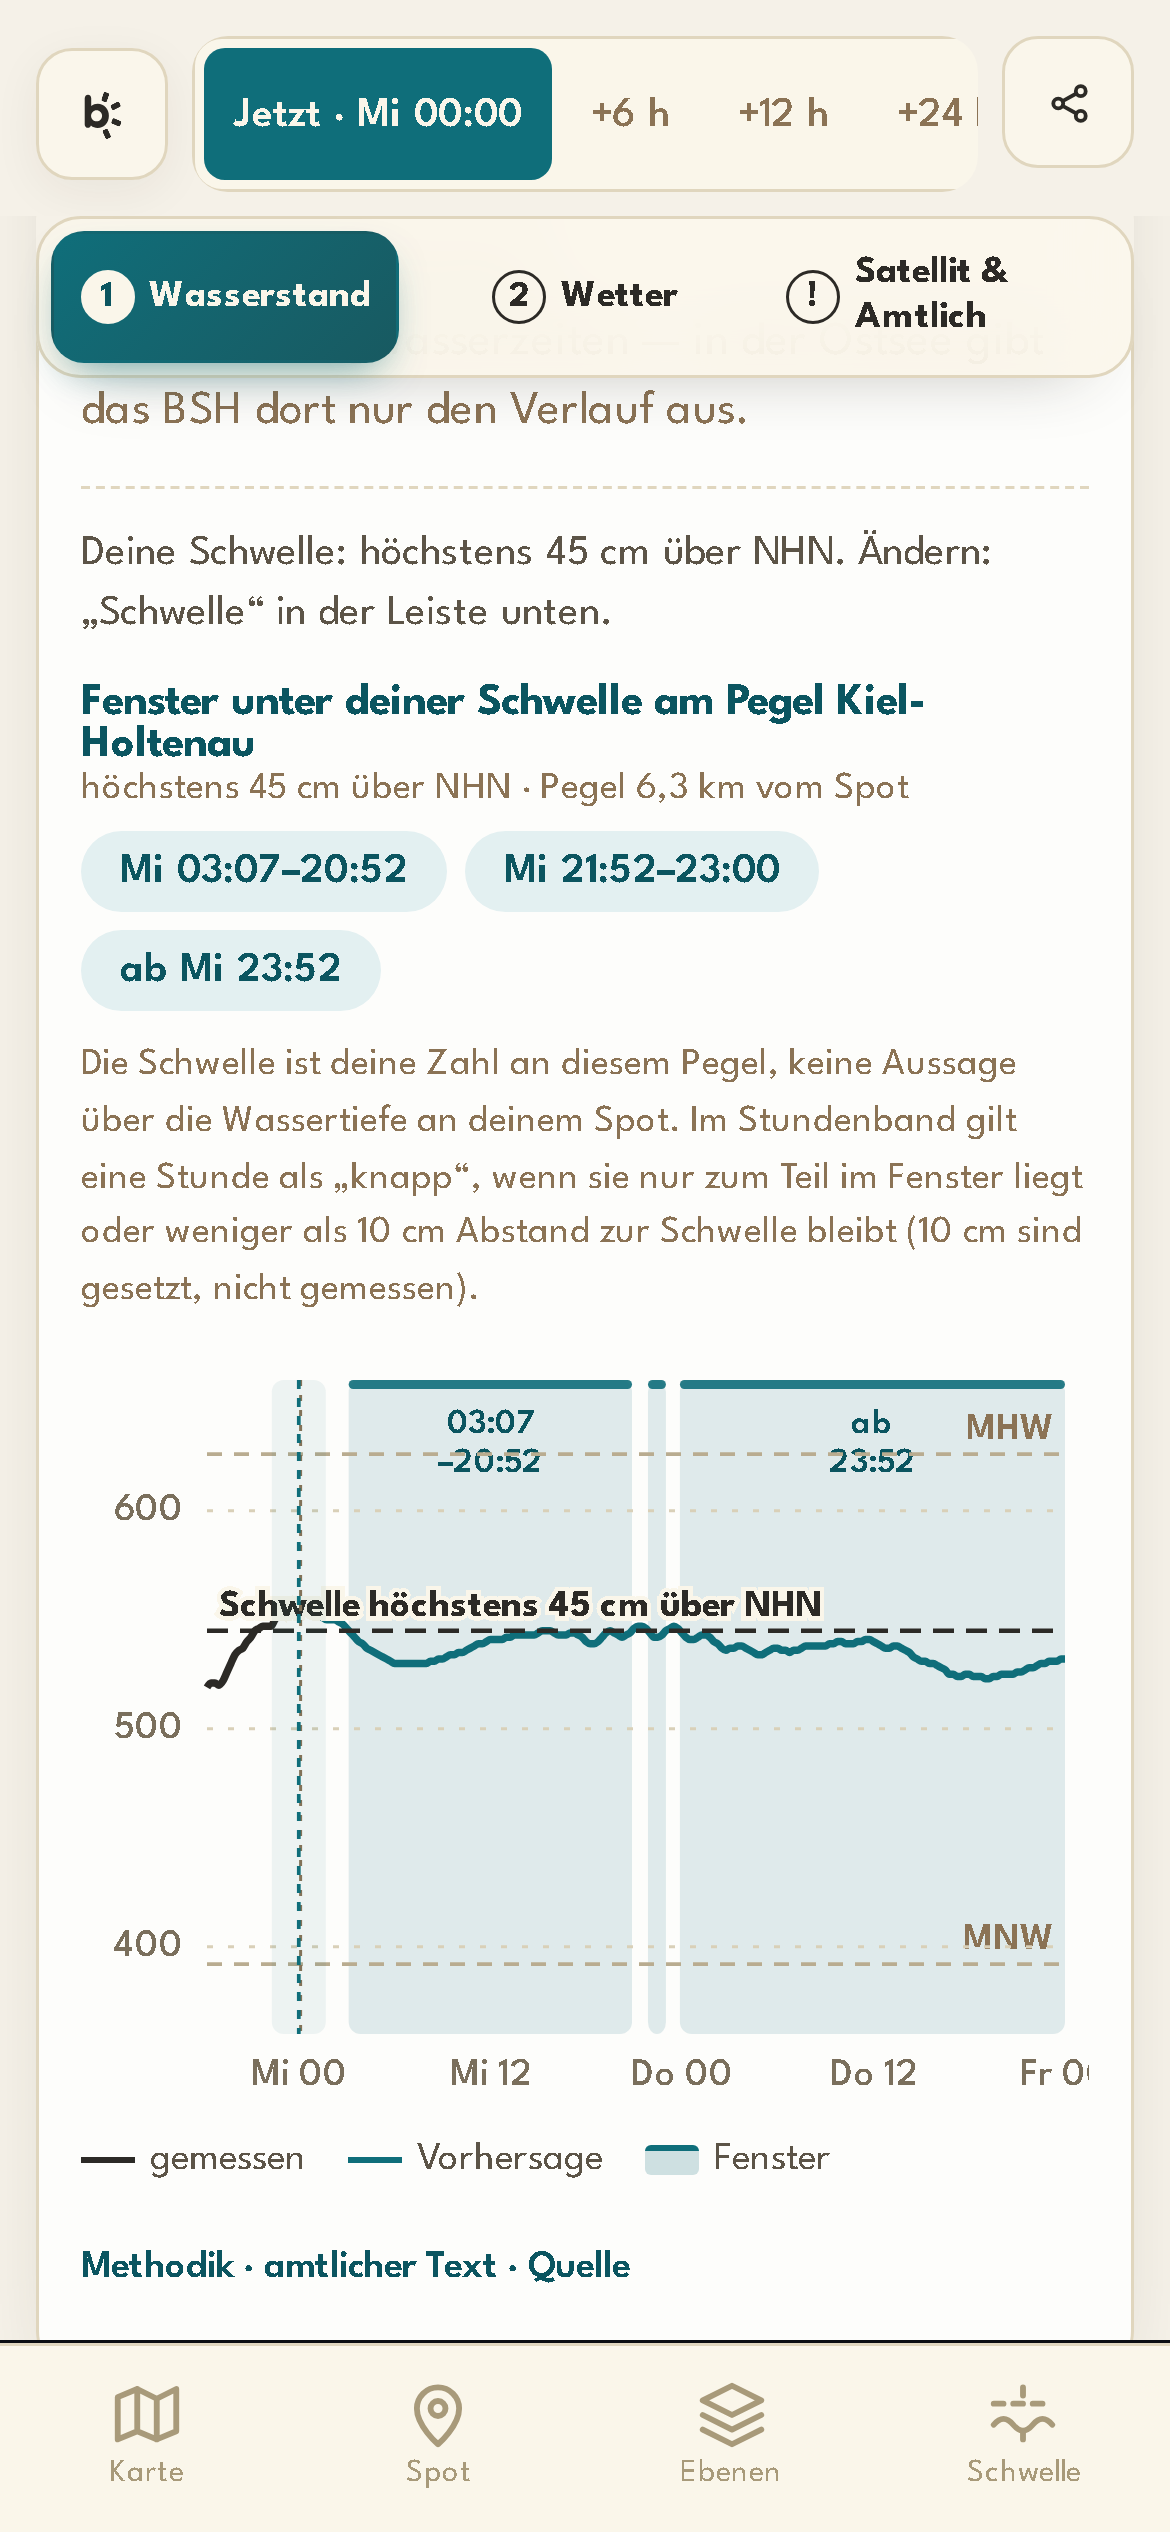 Jetzt · Mi 00:00
+6 h
+12 h
+24
1 Wasserstand
2 Wetter
! Satellit &
Amtlich
asserzeiten — in der Ostsee gibt
das BSH dort nur den Verlauf aus.
Deine Schwelle: höchstens 45 cm über NHN. Ändern:
„Schwelle“ in der Leiste unten.
Fenster unter deiner Schwelle am Pegel Kiel-
Holtenau
höchstens 45 cm über NHN · Pegel 6,3 km vom Spot
Mi 03:07–20:52
Mi 21:52–23:00
ab Mi 23:52
Die Schwelle ist deine Zahl an diesem Pegel, keine Aussage
über die Wassertiefe an deinem Spot. Im Stundenband gilt
eine Stunde als „knapp“, wenn sie nur zum Teil im Fenster liegt
oder weniger als 10 cm Abstand zur Schwelle bleibt (10 cm sind
gesetzt, nicht gemessen).
03:07
–20:52
ab
23:52
MHW
600
Schwelle höchstens 45 cm über NHN
500
400
MNW
Mi 00
Mi 12
Do 00
Do 12
Fr 0
gemessen
Vorhersage
Fenster
Methodik · amtlicher Text · Quelle
Karte
Spot
Ebenen
Schwelle